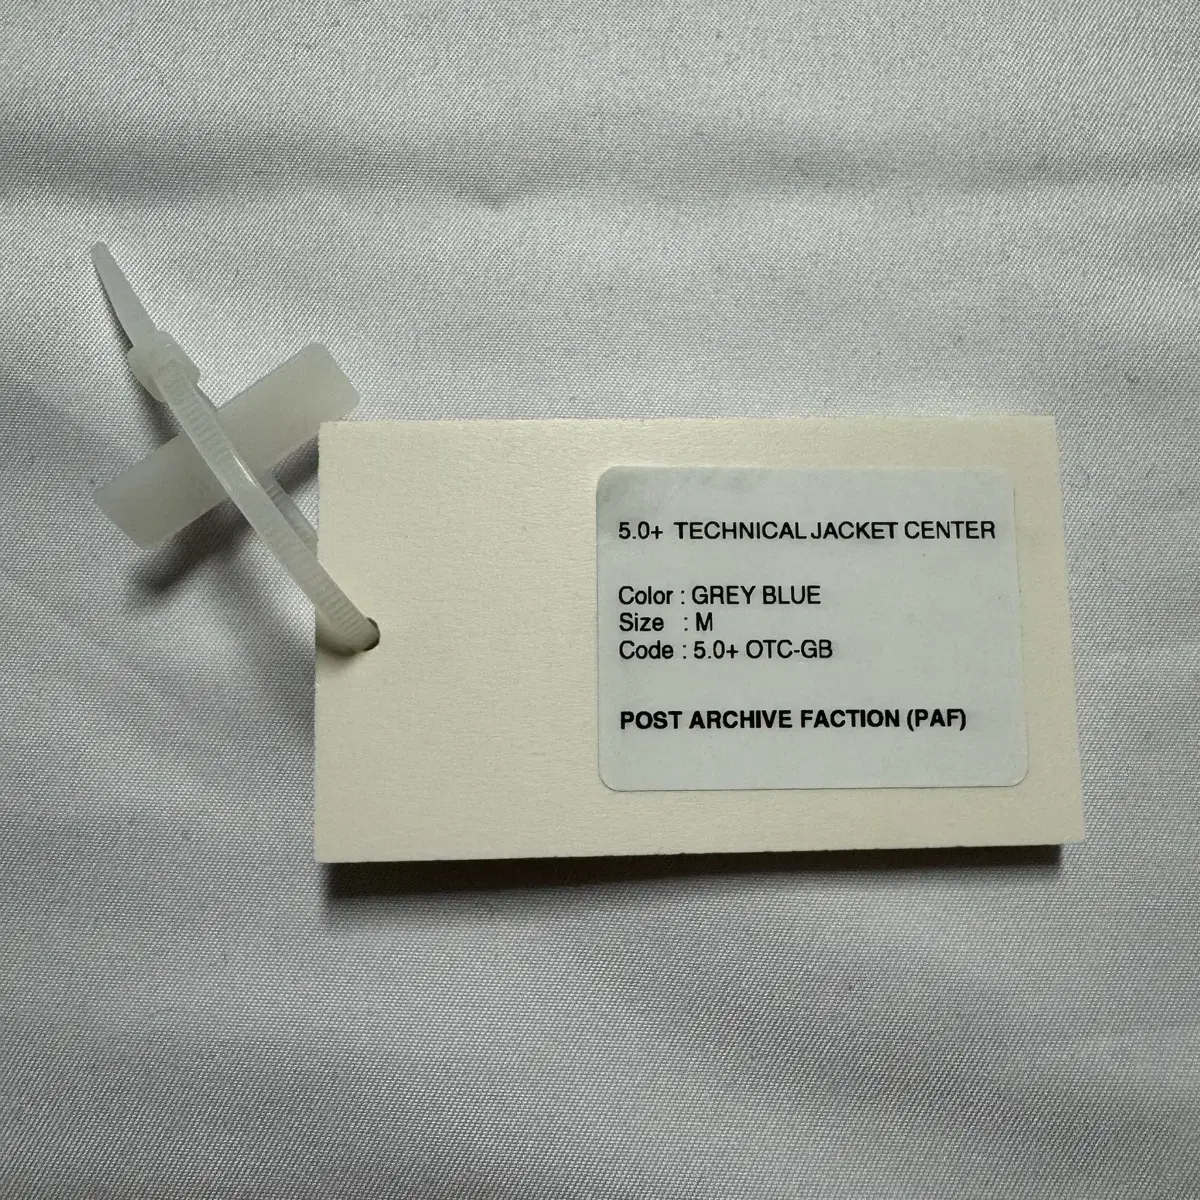 5.0+ TECHNICAL JACKET CENTER
Color : GREY BLUE
Size : M
Code : 5.0+ OTC-GB
POST ARCHIVE FACTION (PAF)